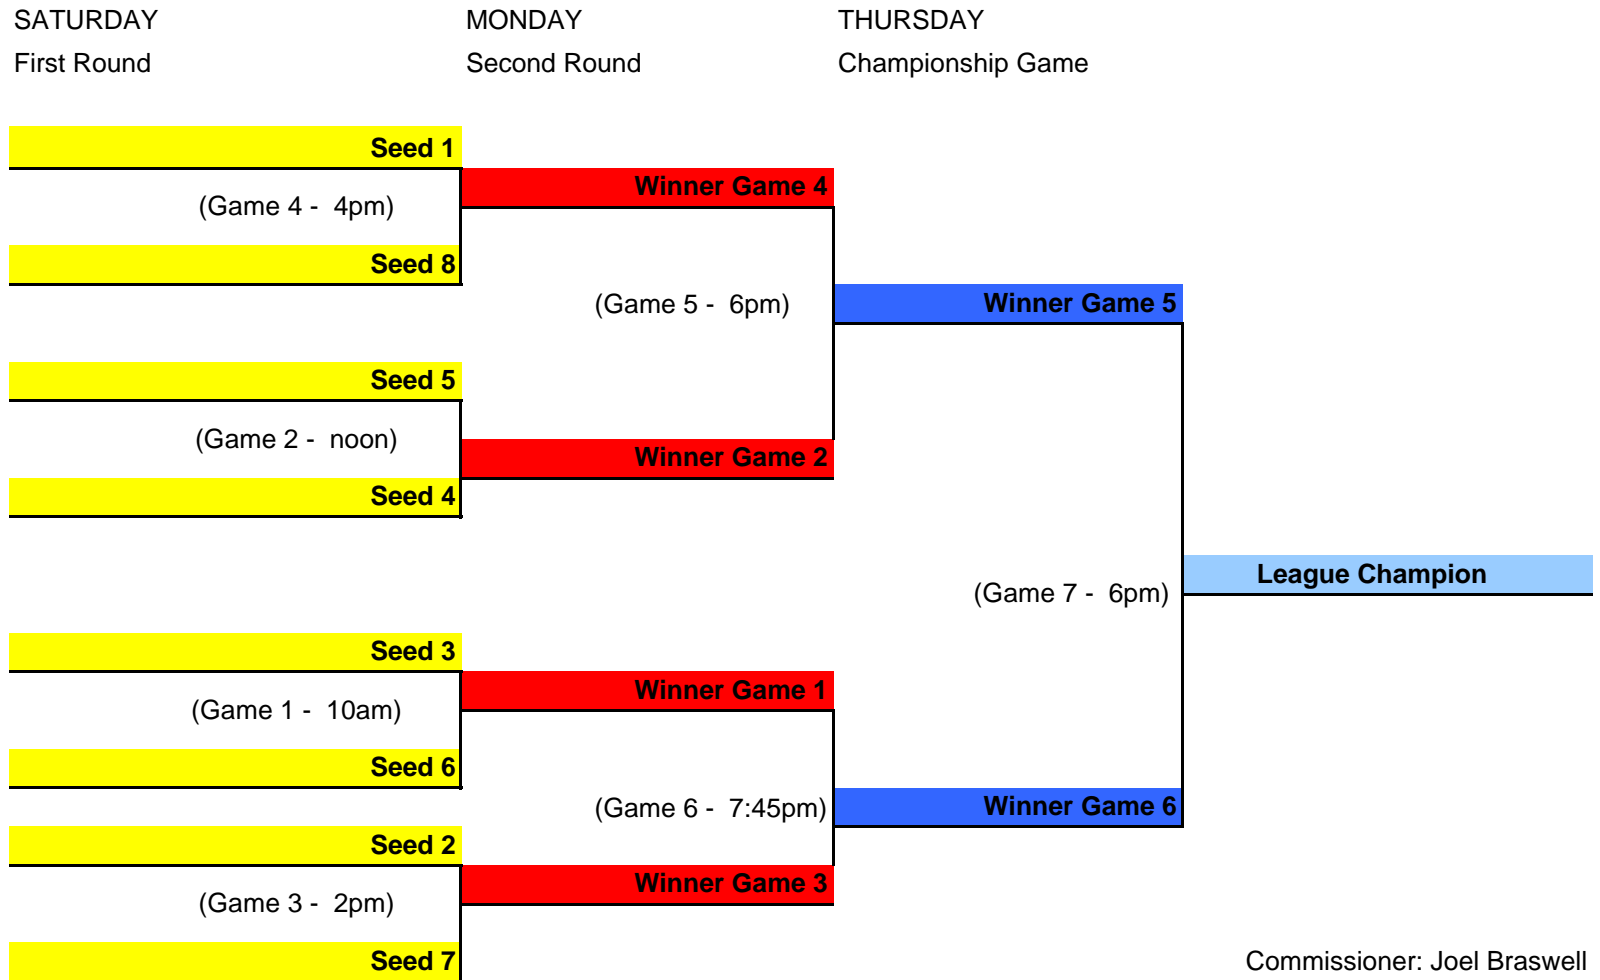 SATURDAY MONDAY THURSDAY
First Round Second Round Championship Game
Seed 1
Winner Game 4
(Game 4 -  4pm)
Seed 8
(Game 5 -  6pm)
Winner Game 5
Seed 5
(Game 2 -  noon)
Winner Game 2
Seed 4
League Champion
(Game 7 -  6pm)
Seed 3
Winner Game 1
(Game 1 -  10am)
Seed 6
(Game 6 -  7:45pm)
Winner Game 6
Seed 2
Winner Game 3
(Game 3 -  2pm)
Seed 7
Commissioner: Joel Braswell